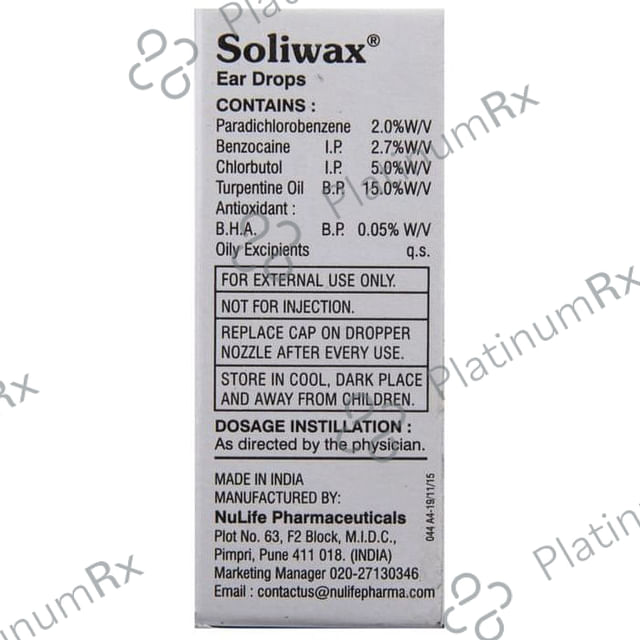 Soliwax®
Ear Drops
CONTAINS :
Paradichlorobenzene 2.0%W/V
Benzocaine I.P. 2.7%W/V
Chlorbutol I.P. 5.0%W/V
Turpentine Oil B.P. 15.0%W/V
Antioxidant :
B.H.A. B.P. 0.05% W/V
Oily Excipients q.s.
FOR EXTERNAL USE ONLY.
NOT FOR INJECTION.
REPLACE CAP ON DROPPER
NOZZLE AFTER EVERY USE.
STORE IN COOL, DARK PLACE
AND AWAY FROM CHILDREN.
DOSAGE INSTILLATION :
As directed by the physician.
MADE IN INDIA
MANUFACTURED BY:
NuLife Pharmaceuticals
Plot No. 63, F2 Block, M.I.D.C.,
Pimpri, Pune 411 018. (INDIA)
Marketing Manager 020-27130346
Email : contactus@nulifepharma.com
044 A4-19/11/15
PlatinumRx
PlatinumRx
PlatinumRx
Rx
PlatinumRx
Platin